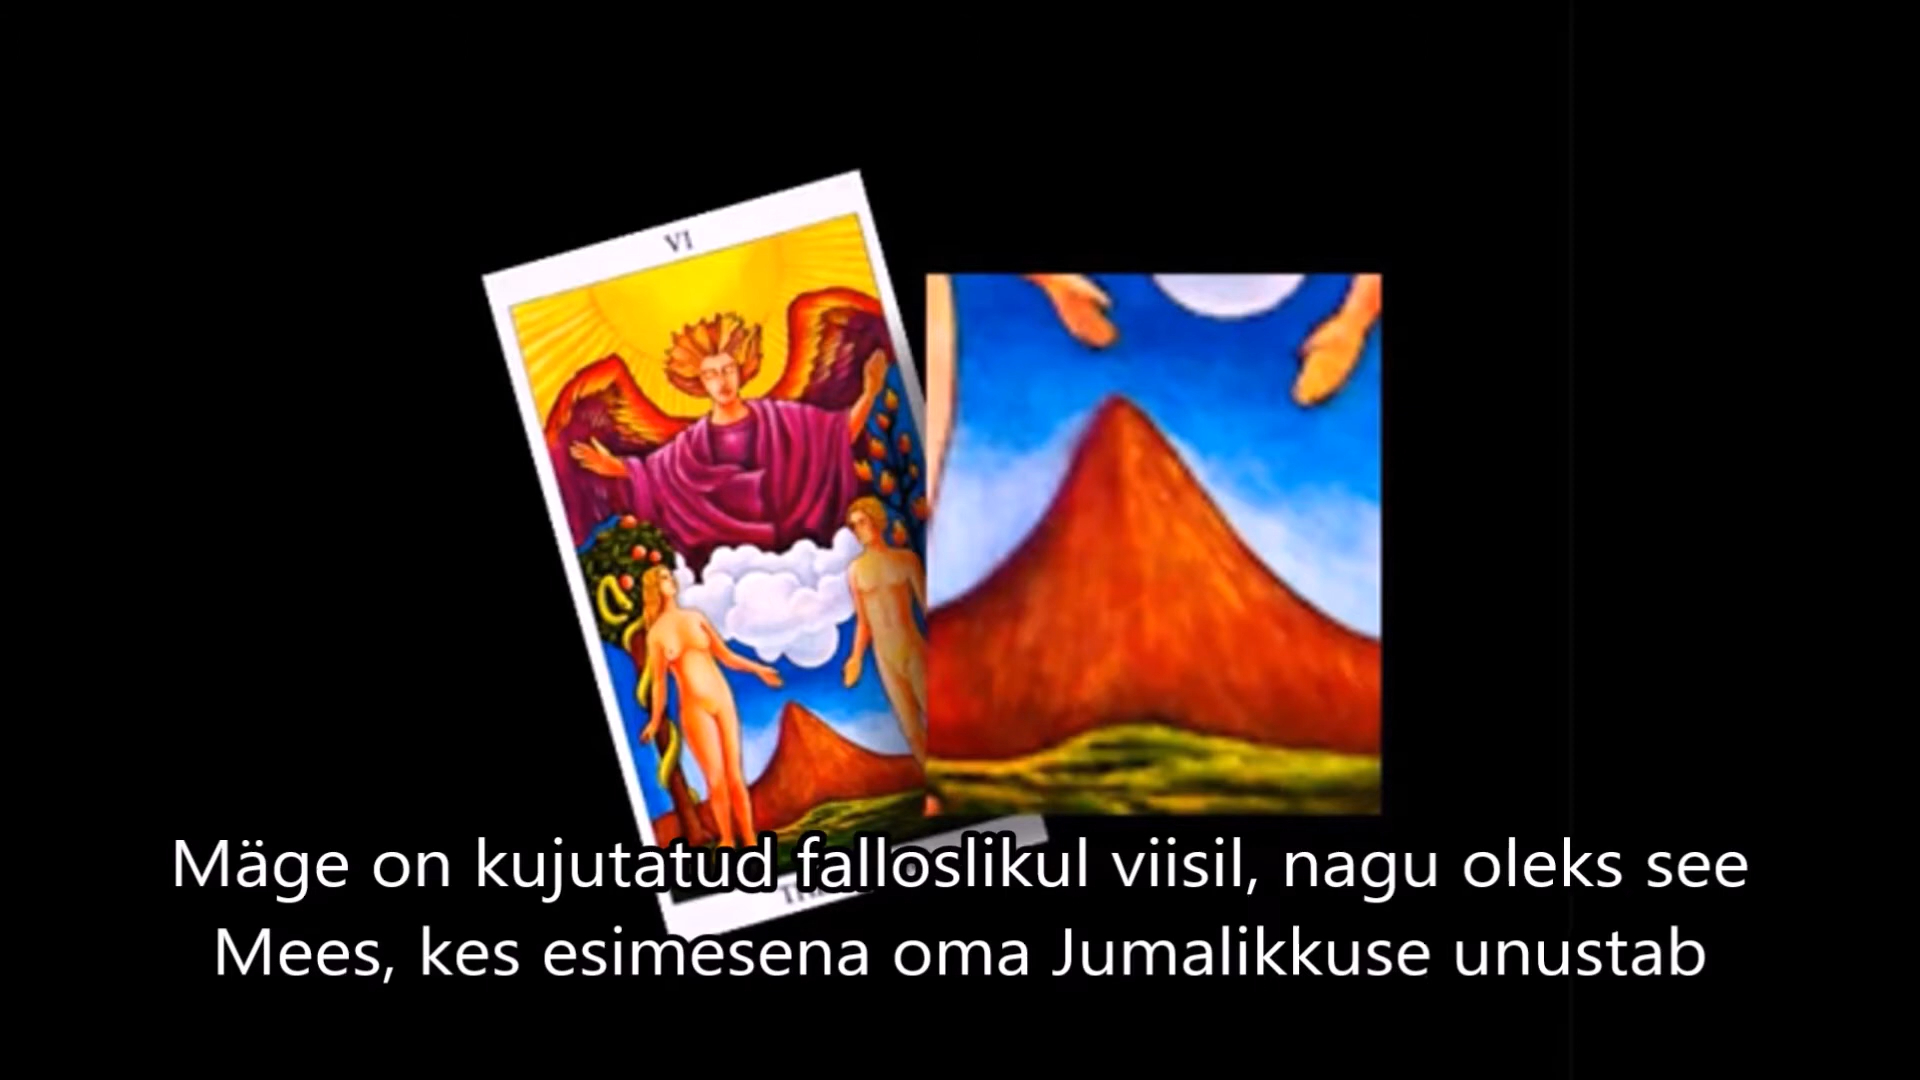 VI
Mäge on kujutatud falloslikul viisil, nagu oleks see
Mees, kes esimesena oma Jumalikkuse unustab